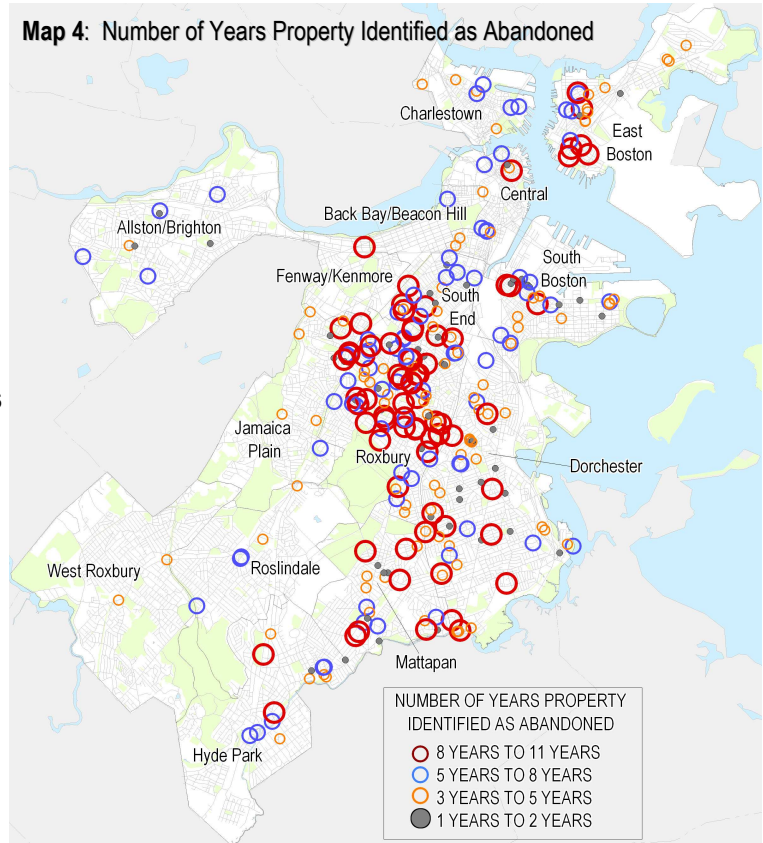 Map 4: Number of Years Property Identified as Abandoned
Charlestown
East
Boston
Central
Back Bay/Beacon Hill
Allston/Brighton
South
Boston
Fenway/Kenmore
South
End
Jamaica
Plain
Roxbury
Dorchester
West Roxbury
Roslindale
Mattapan
Hyde Park
NUMBER OF YEARS PROPERTY
IDENTIFIED AS ABANDONED
8 YEARS TO 11 YEARS
5 YEARS TO 8 YEARS
3 YEARS TO 5 YEARS
1 YEARS TO 2 YEARS